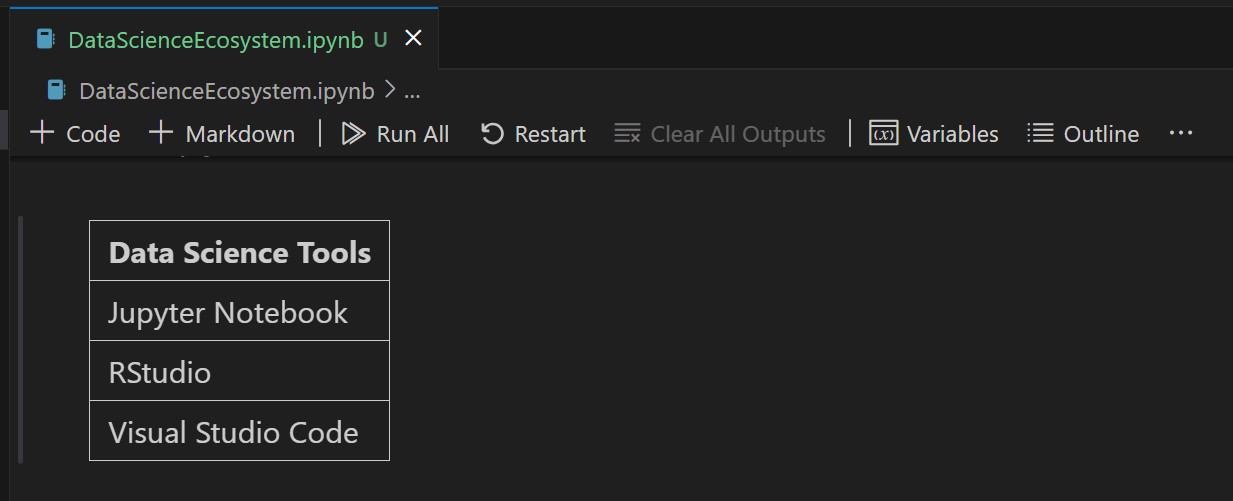 DataScienceEcosystem.ipynb U
DataScienceEcosystem.ipynb > ...
+ Code + Markdown | Run All Restart Clear All Outputs | (x) Variables Outline ...
Data Science Tools
Jupyter Notebook
RStudio
Visual Studio Code